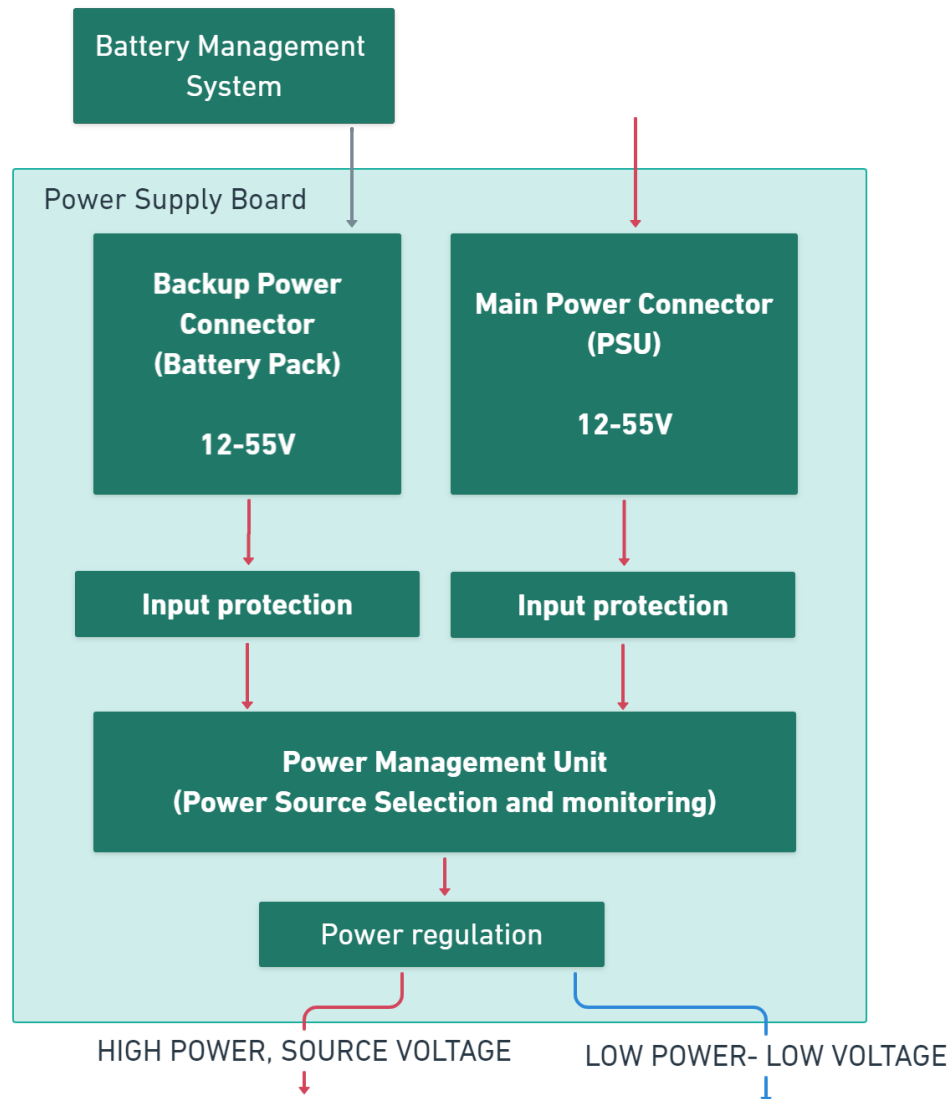 Battery Management
System
Power Supply Board
Backup Power
Connector
(Battery Pack)
12-55V
Main Power Connector
(PSU)
12-55V
Input protection
Input protection
Power Management Unit
(Power Source Selection and monitoring)
Power regulation
HIGH POWER, SOURCE VOLTAGE
LOW POWER- LOW VOLTAGE